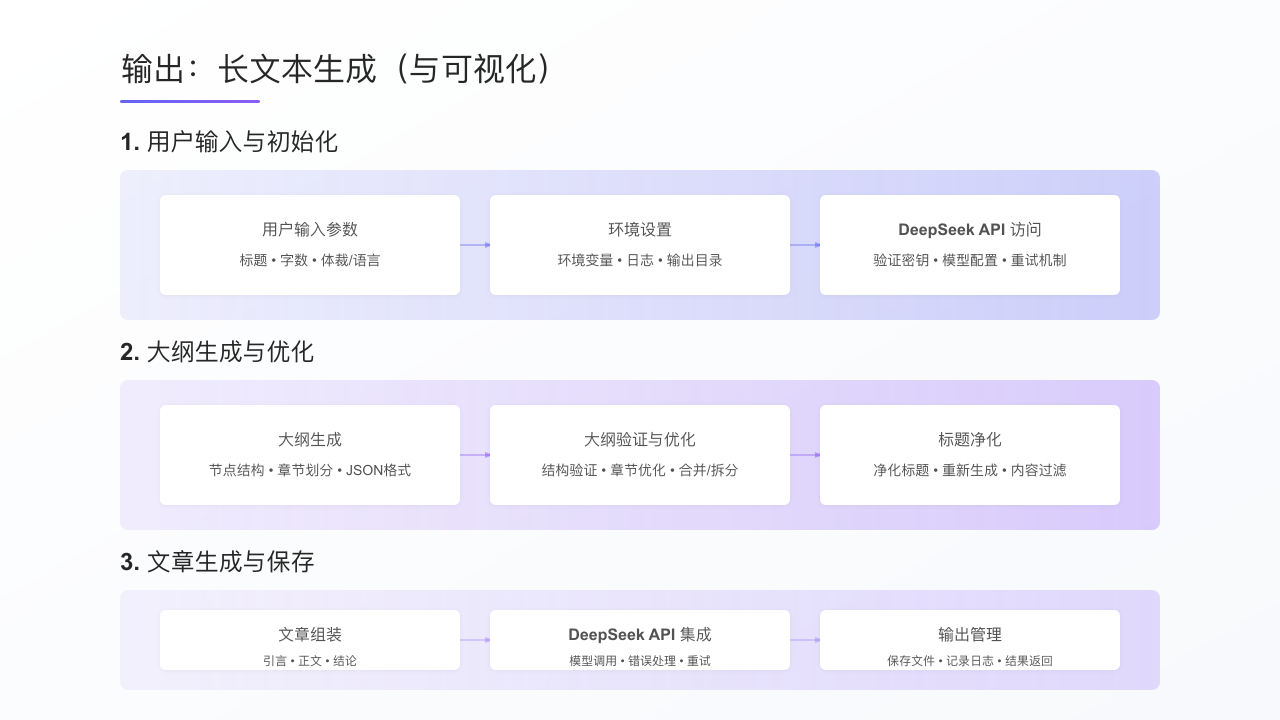 输出：长文本生成（与可视化）
1. 用户输入与初始化
用户输入参数
标题 • 字数 • 体裁/语言
环境设置
环境变量 • 日志 • 输出目录
DeepSeek API 访问
验证密钥 • 模型配置 • 重试机制
2. 大纲生成与优化
大纲生成
节点结构 • 章节划分 • JSON格式
大纲验证与优化
结构验证 • 章节优化 • 合并/拆分
标题净化
净化标题 • 重新生成 • 内容过滤
3. 文章生成与保存
文章组装
引言 • 正文 • 结论
DeepSeek API 集成
模型调用 • 错误处理 • 重试
输出管理
保存文件 • 记录日志 • 结果返回